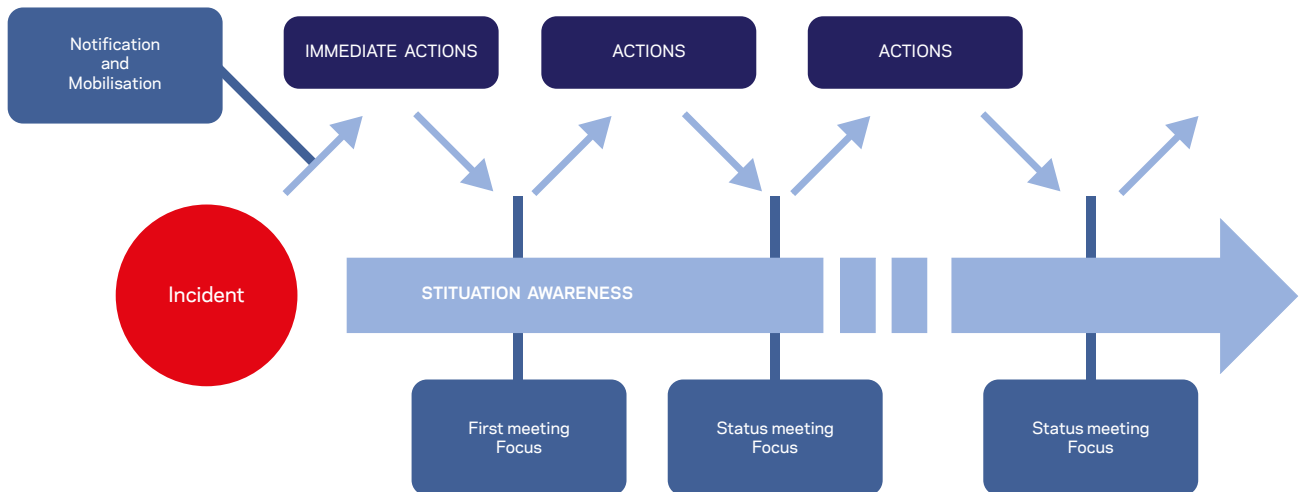 Notification
and
Mobilisation
IMMEDIATE ACTIONS
ACTIONS
ACTIONS
Incident
STITUATION AWARENESS
First meeting
Focus
Status meeting
Focus
Status meeting
Focus